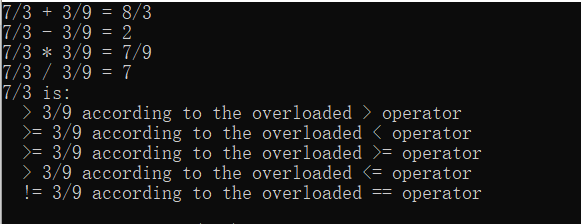 7/3 + 3/9 = 8/3
7/3 - 3/9 = 2
7/3 * 3/9 = 7/9
7/3 / 3/9 = 7
7/3 is:
  > 3/9 according to the overloaded > operator
  >= 3/9 according to the overloaded < operator
  >= 3/9 according to the overloaded >= operator
  > 3/9 according to the overloaded <= operator
  != 3/9 according to the overloaded == operator